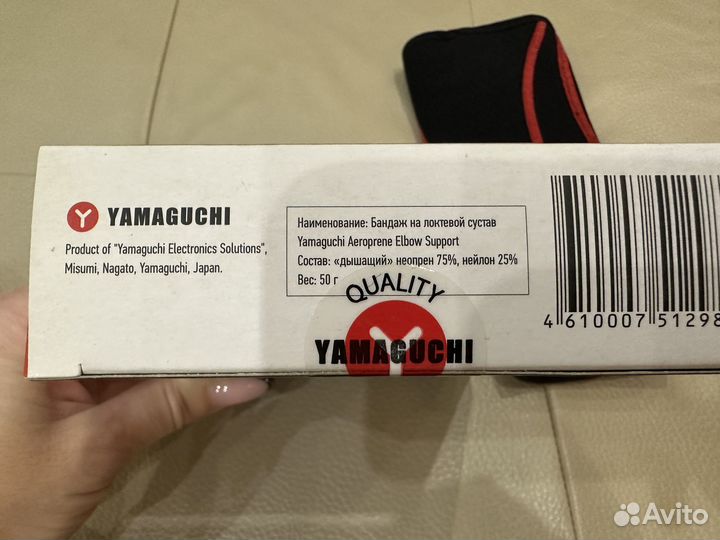 YAMAGUCHI
Product of "Yamaguchi Electronics Solutions",
Misumi, Nagato, Yamaguchi, Japan.
Наименование: Бандаж на локтевой сустав
Yamaguchi Aeroprene Elbow Support
Состав: «дышащий» неопрен 75%, нейлон 25%
Вес: 50 г
QUALITY
YAMAGUCHI
4 610007 51298
Avito